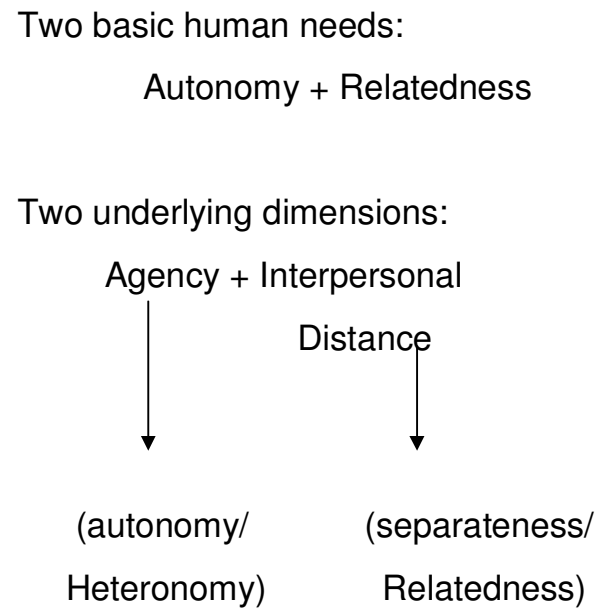 Two basic human needs:
Autonomy + Relatedness
Two underlying dimensions:
Agency + Interpersonal
Distance
(autonomy/ (separateness/
Heteronomy) Relatedness)